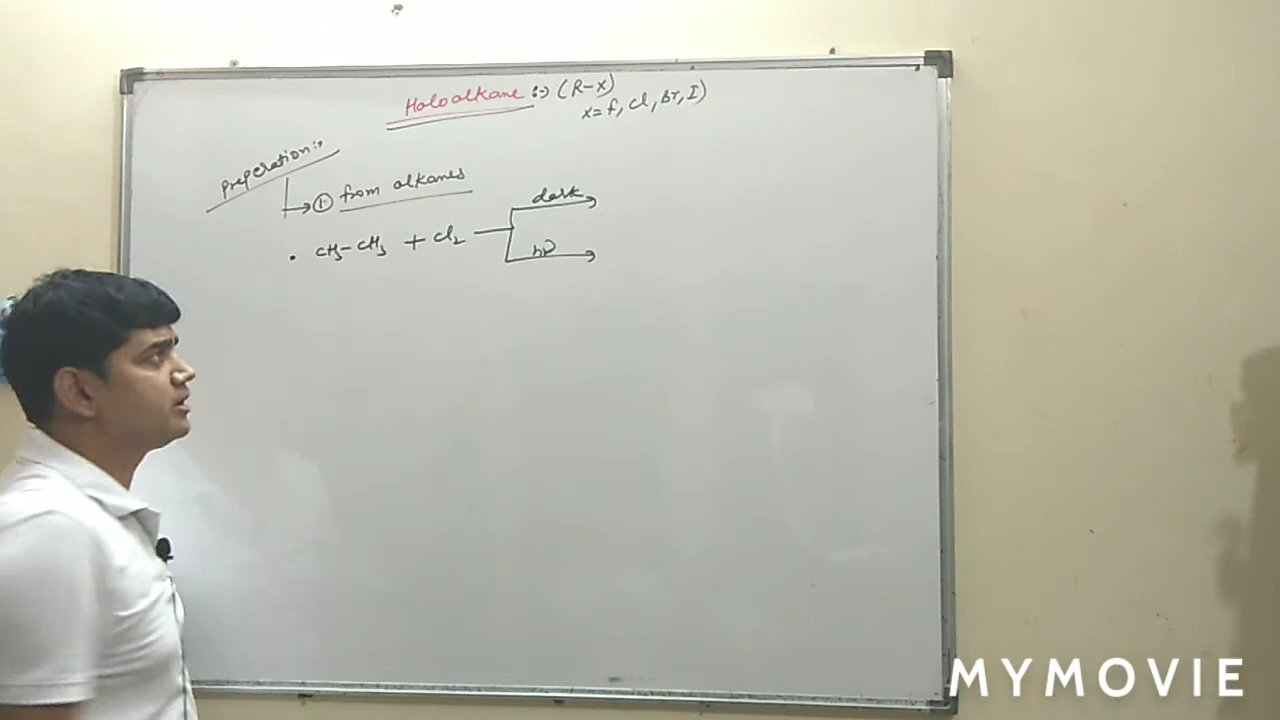 Haloalkane :→ (R-X)
x = f, Cl, Br, I)
preperation :→
① from alkanes
dark
• CH3-CH3 + Cl2
hν
MYMOVIE